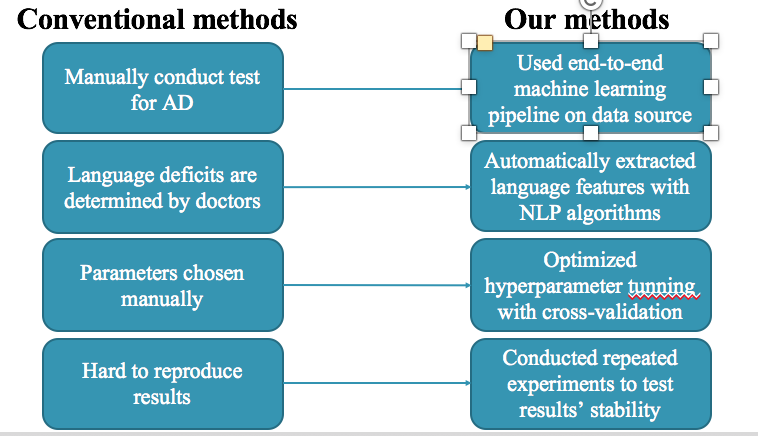 Conventional methods
Our methods
Manually conduct test
for AD
Used end-to-end
machine learning
pipeline on data source
Language deficits are
determined by doctors
Automatically extracted
language features with
NLP algorithms
Parameters chosen
manually
Optimized
hyperparameter tunning
with cross-validation
Hard to reproduce
results
Conducted repeated
experiments to test
results’ stability